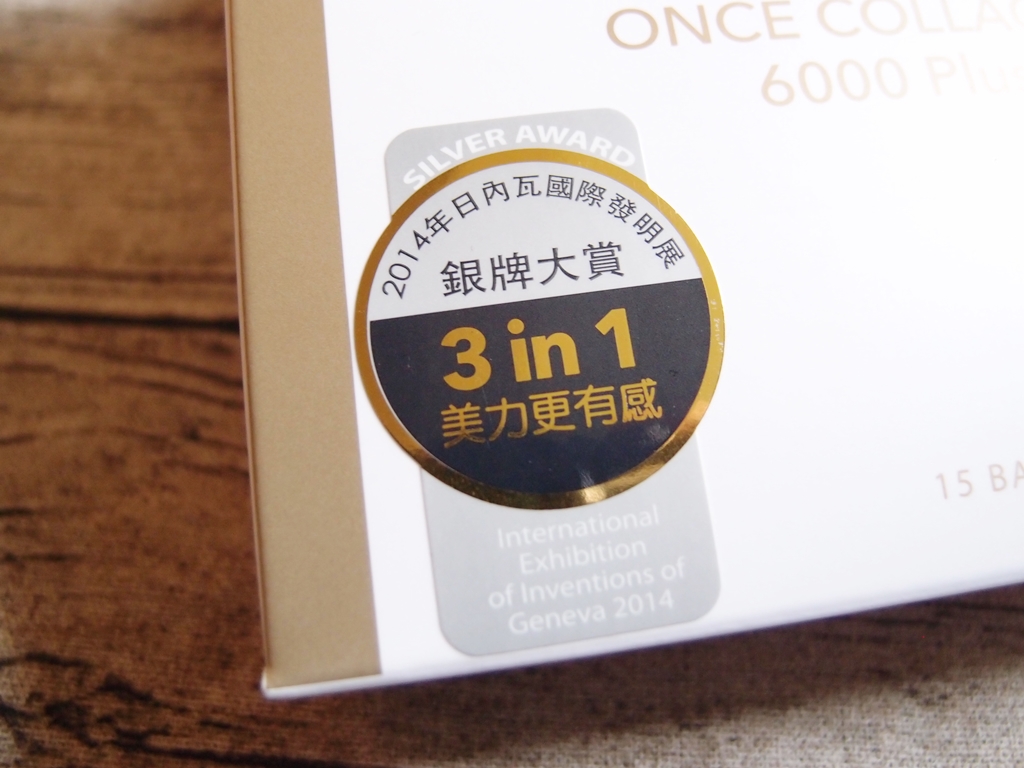 ONCE COLLA
6000 Plus
SILVER AWARD
2014年日內瓦國際發明展
銀牌大賞
3 in 1
美力更有感
International
Exhibition
of Inventions of
Geneva 2014
15 BA